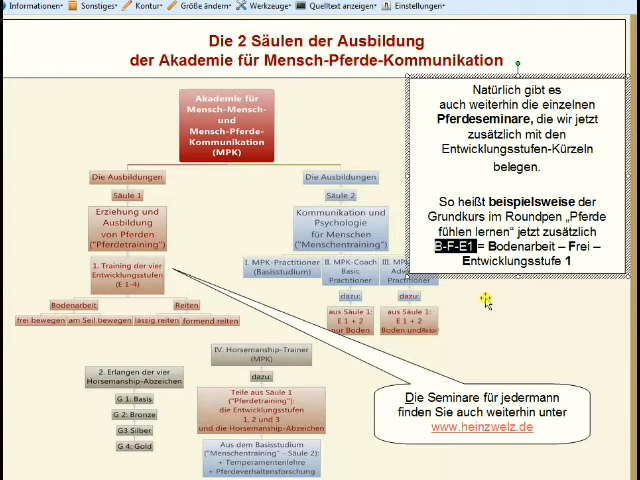 Informationen
Sonstiges
Kontur
Größe ändern
Werkzeuge
Quelltext anzeigen
Einstellungen
Die 2 Säulen der Ausbildung
der Akademie für Mensch-Pferde-Kommunikation
Akademie für
Mensch-Mensch-
und
Mensch-Pferde-
Kommunikation
(MPK)
Natürlich gibt es
auch weiterhin die einzelnen
Pferdeseminare, die wir jetzt
zusätzlich mit den
Entwicklungsstufen-Kürzeln
belegen.
So heißt beispielsweise der
Grundkurs im Roundpen „Pferde
fühlen lernen“ jetzt zusätzlich
B-F-E1 = Bodenarbeit – Frei –
Entwicklungsstufe 1
Die Ausbildungen
Säule 1
Erziehung und
Ausbildung
von Pferden
("Pferdetraining")
1. Training der vier
Entwicklungsstufen
(E 1-4)
Bodenarbeit
Reiten
frei bewegen
am Seil bewegen
lässig reiten
formend reiten
Die Ausbildungen
Säule 2
Kommunikation und
Psychologie
für Menschen
("Menschentraining")
I. MPK-Practitioner
(Basisstudium)
II. MPK-Coach
Basic
Practitioner
dazu:
aus Säule 1:
E 1 + 2
nur Boden
III. MPK-
Adv
Practitioner
dazu:
aus Säule 1:
E 1 + 2
Boden und
2. Erlangen der vier
Horsemanship-Abzeichen
G 1: Basis
G 2: Bronze
G3 Silber
G 4: Gold
IV. Horsemanship-Trainer
(MPK)
dazu:
Teile aus Säule 1
("Pferdetraining"):
die Entwicklungsstufen
1, 2 und 3
und die Horsemanship-Abzeichen
Aus dem Basisstudium
("Menschentraining" - Säule 2):
+ Temperamentenlehre
+ Pferdeverhaltensforschung
Die Seminare für jedermann
finden Sie auch weiterhin unter
www.heinzwelz.de